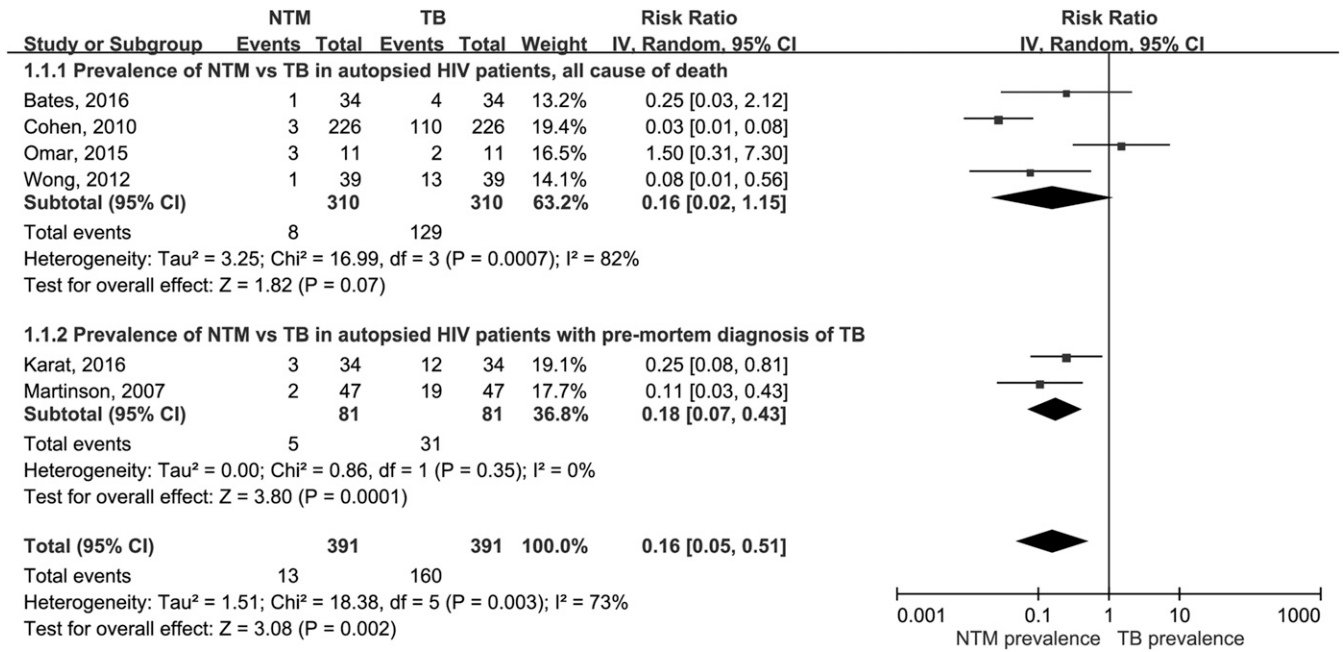 NTM TB Risk Ratio Risk Ratio
Study or Subgroup Events Total Events Total Weight IV, Random, 95% CI IV, Random, 95% CI
1.1.1 Prevalence of NTM vs TB in autopsied HIV patients, all cause of death
Bates, 2016 1 34 4 34 13.2% 0.25 [0.03, 2.12]
Cohen, 2010 3 226 110 226 19.4% 0.03 [0.01, 0.08]
Omar, 2015 3 11 2 11 16.5% 1.50 [0.31, 7.30]
Wong, 2012 1 39 13 39 14.1% 0.08 [0.01, 0.56]
Subtotal (95% CI) 310 310 63.2% 0.16 [0.02, 1.15]
Total events 8 129
Heterogeneity: Tau² = 3.25; Chi² = 16.99, df = 3 (P = 0.0007); I² = 82%
Test for overall effect: Z = 1.82 (P = 0.07)
1.1.2 Prevalence of NTM vs TB in autopsied HIV patients with pre-mortem diagnosis of TB
Karat, 2016 3 34 12 34 19.1% 0.25 [0.08, 0.81]
Martinson, 2007 2 47 19 47 17.7% 0.11 [0.03, 0.43]
Subtotal (95% CI) 81 81 36.8% 0.18 [0.07, 0.43]
Total events 5 31
Heterogeneity: Tau² = 0.00; Chi² = 0.86, df = 1 (P = 0.35); I² = 0%
Test for overall effect: Z = 3.80 (P = 0.0001)
Total (95% CI) 391 391 100.0% 0.16 [0.05, 0.51]
Total events 13 160
Heterogeneity: Tau² = 1.51; Chi² = 18.38, df = 5 (P = 0.003); I² = 73%
Test for overall effect: Z = 3.08 (P = 0.002)
0.001 0.1 1 10 1000
NTM prevalence TB prevalence